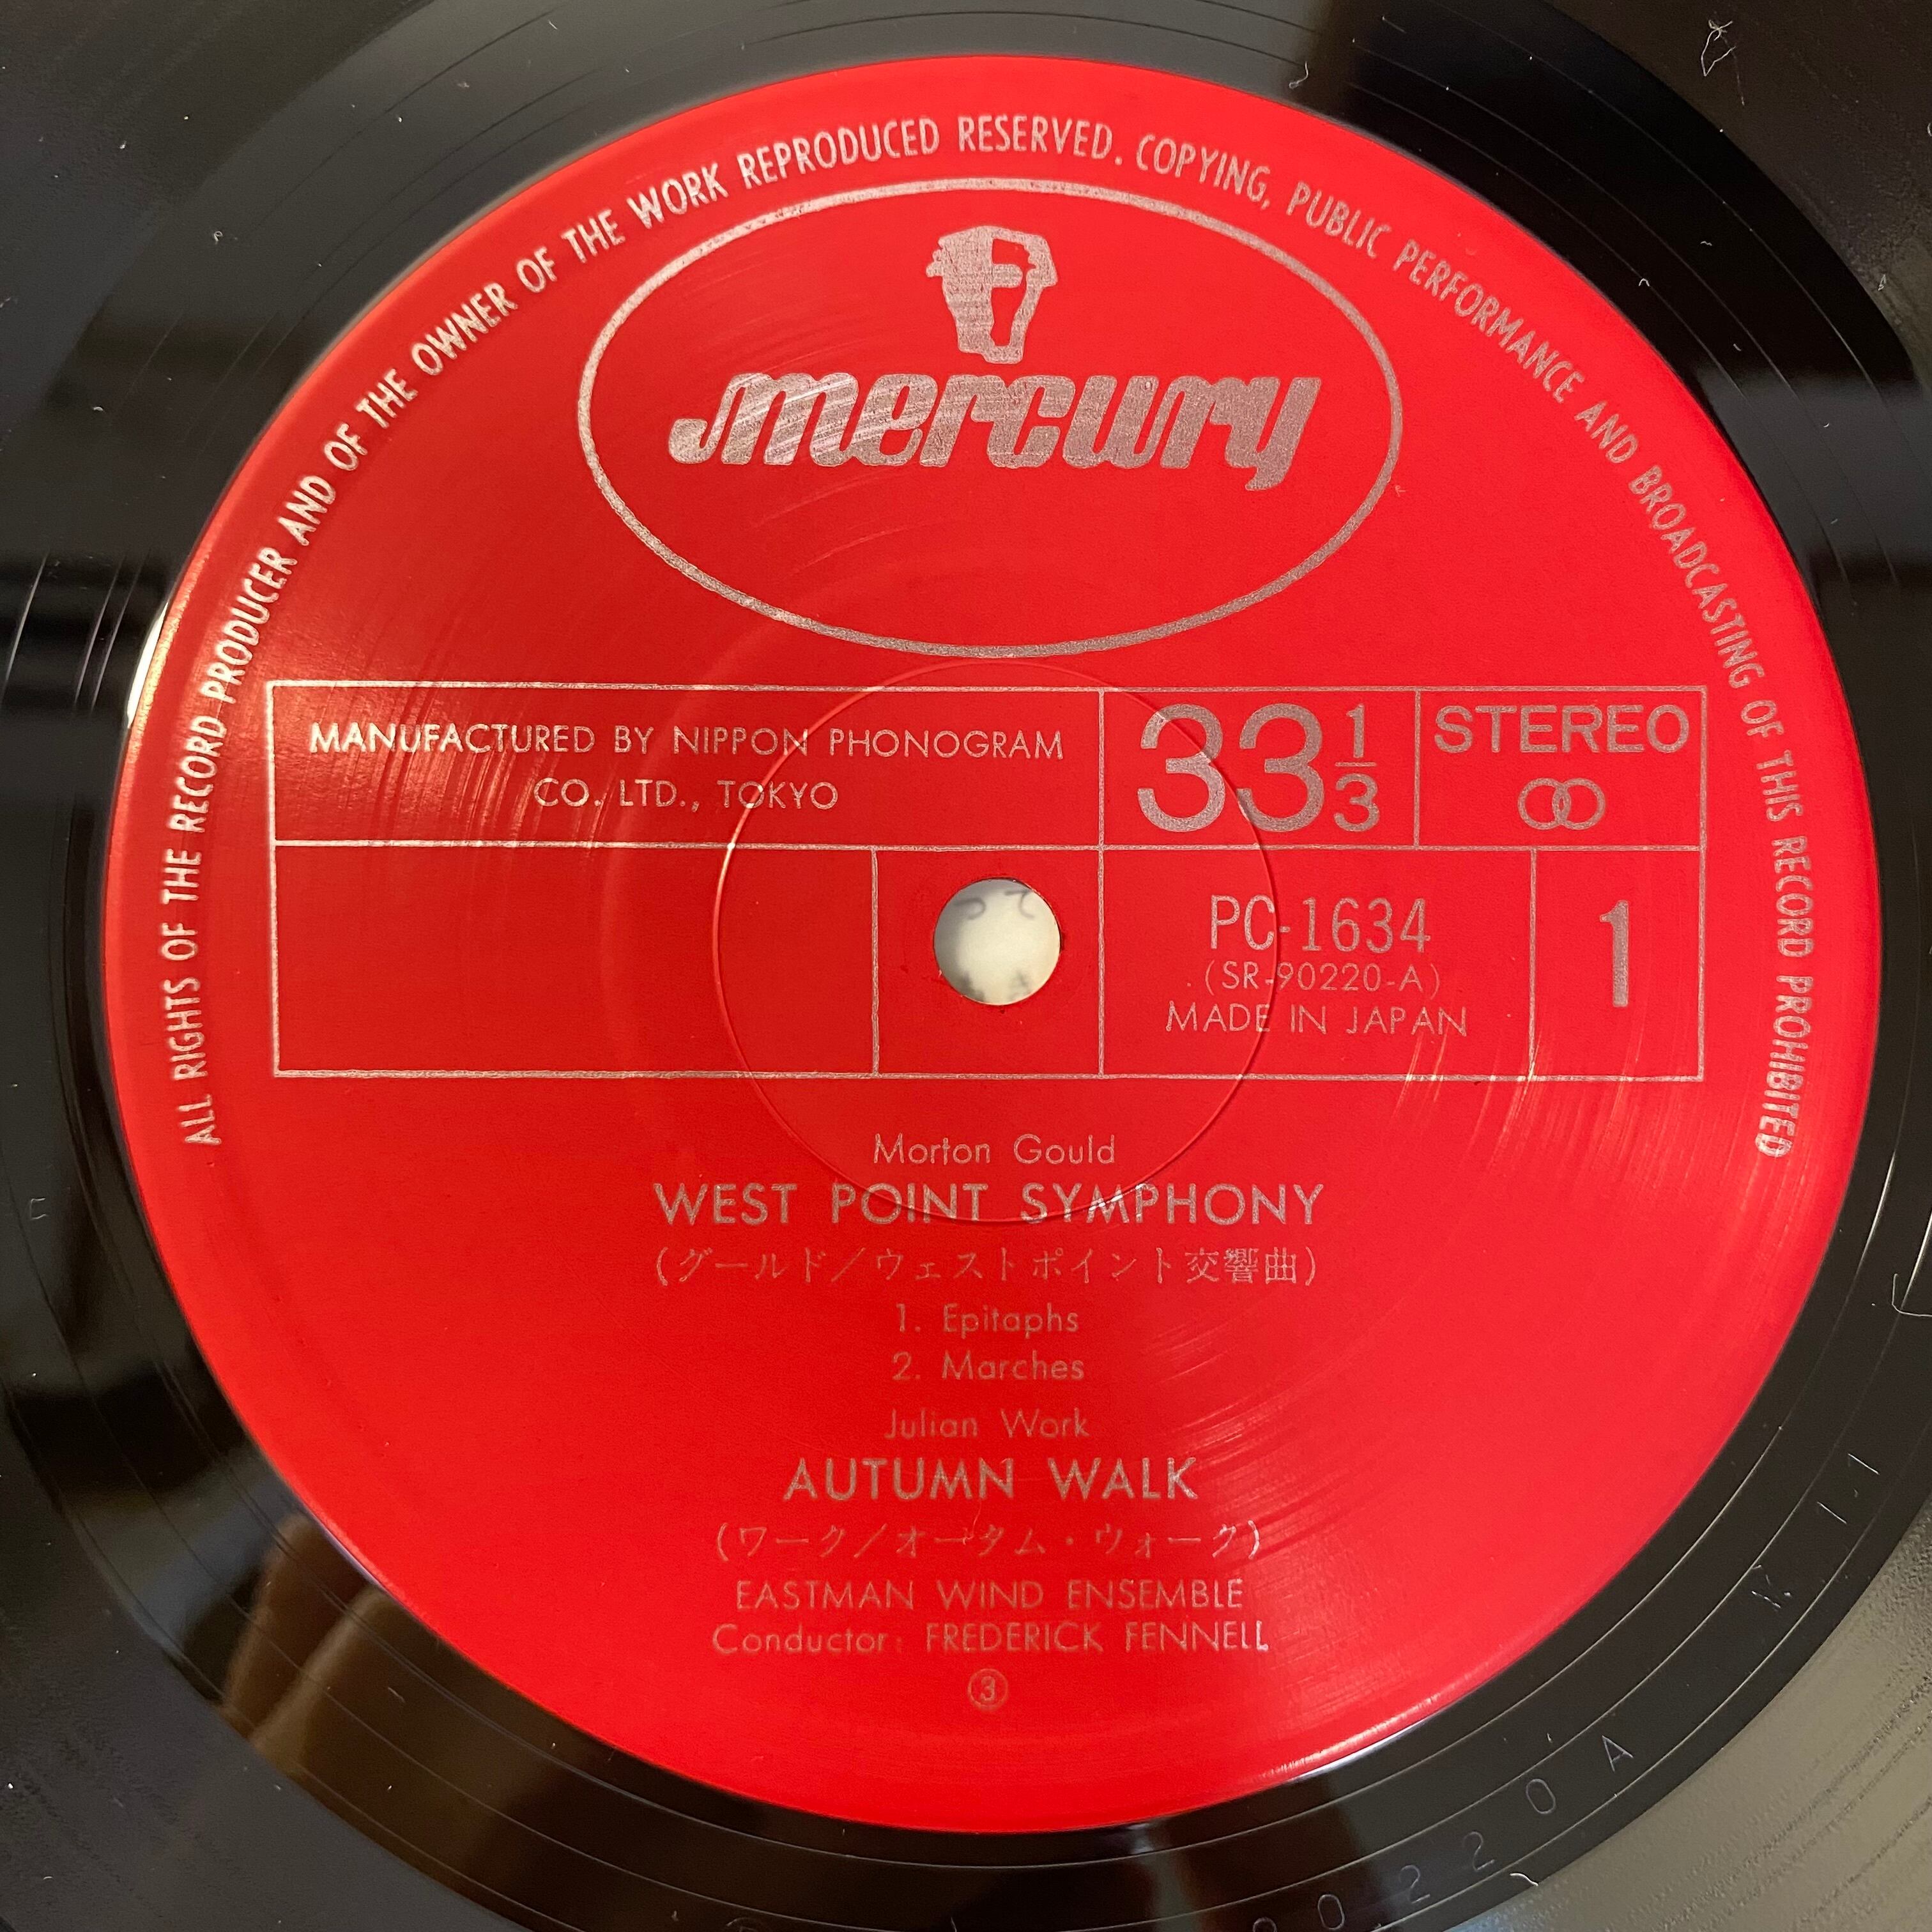 ALL RIGHTS OF THE RECORD PRODUCER AND OF THE OWNER OF THE WORK REPRODUCED RESERVED. COPYING, PUBLIC PERFORMANCE AND BROADCASTING OF THIS RECORD PROHIBITED
mercury
MANUFACTURED BY NIPPON PHONOGRAM
CO. LTD., TOKYO
33 1/3
STEREO
PC-1634
(SR-90220-A)
MADE IN JAPAN
1
Morton Gould
WEST POINT SYMPHONY
(グールド/ウェストポイント交響曲)
1. Epitaphs
2. Marches
Julian Work
AUTUMN WALK
(ワーク/オータム・ウォーク)
EASTMAN WIND ENSEMBLE
Conductor: FREDERICK FENNELL
③
0220A